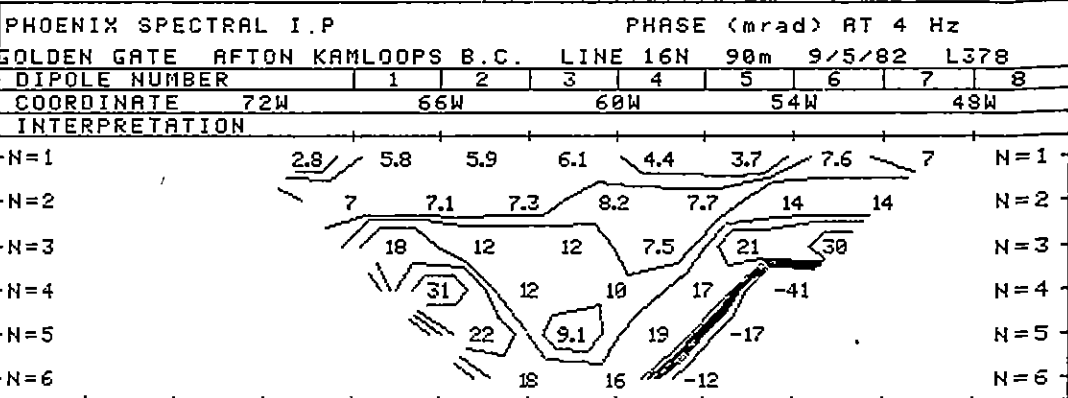 PHOENIX SPECTRAL I.P PHASE (mrad) AT 4 Hz
GOLDEN GATE AFTON KAMLOOPS B.C. LINE 16N 90m 9/5/82 L378
DIPOLE NUMBER 1 2 3 4 5 6 7 8
COORDINATE 72W 66W 60W 54W 48W
INTERPRETATION
N=1 2.8 5.8 5.9 6.1 4.4 3.7 7.6 7 N=1
N=2 7 7.1 7.3 8.2 7.7 14 14 N=2
N=3 18 12 12 7.5 21 30 N=3
N=4 31 12 10 17 -41 N=4
N=5 22 9.1 19 -17 N=5
N=6 18 16 -12 N=6